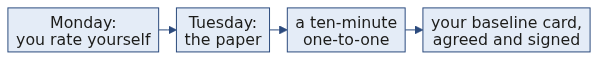 Monday:
you rate yourself
Tuesday:
the paper
a ten-minute
one-to-one
your baseline card,
agreed and signed